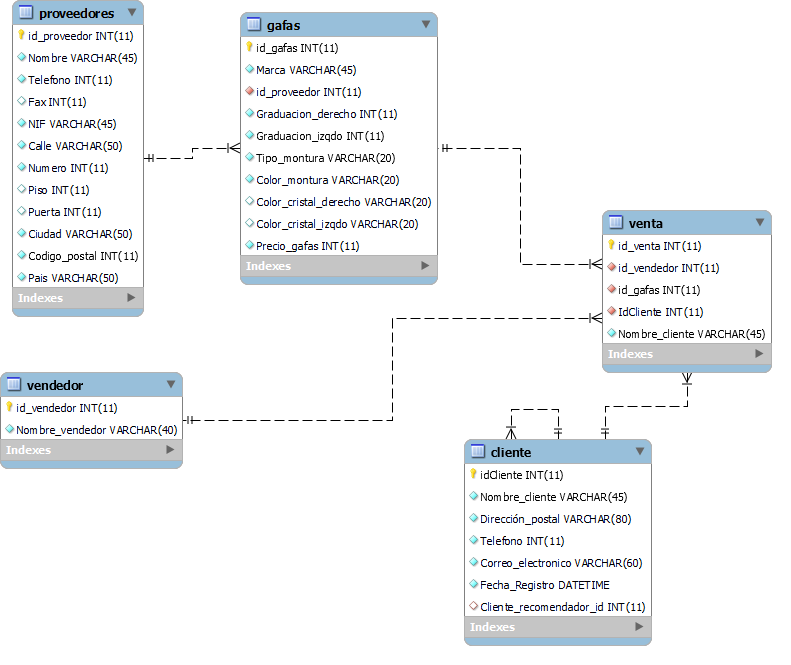 proveedores
id_proveedor INT(11)
Nombre VARCHAR(45)
Telefono INT(11)
Fax INT(11)
NIF VARCHAR(45)
Calle VARCHAR(50)
Numero INT(11)
Piso INT(11)
Puerta INT(11)
Ciudad VARCHAR(50)
Codigo_postal INT(11)
Pais VARCHAR(50)
Indexes
gafas
id_gafas INT(11)
Marca VARCHAR(45)
id_proveedor INT(11)
Graduacion_derecho INT(11)
Graduacion_izqdo INT(11)
Tipo_montura VARCHAR(20)
Color_montura VARCHAR(20)
Color_cristal_derecho VARCHAR(20)
Color_cristal_izqdo VARCHAR(20)
Precio_gafas INT(11)
Indexes
venta
id_venta INT(11)
id_vendedor INT(11)
id_gafas INT(11)
IdCliente INT(11)
Nombre_cliente VARCHAR(45)
Indexes
vendedor
id_vendedor INT(11)
Nombre_vendedor VARCHAR(40)
Indexes
cliente
idCliente INT(11)
Nombre_cliente VARCHAR(45)
Dirección_postal VARCHAR(80)
Telefono INT(11)
Correo_electronico VARCHAR(60)
Fecha_Registro DATETIME
Cliente_recomendador_id INT(11)
Indexes